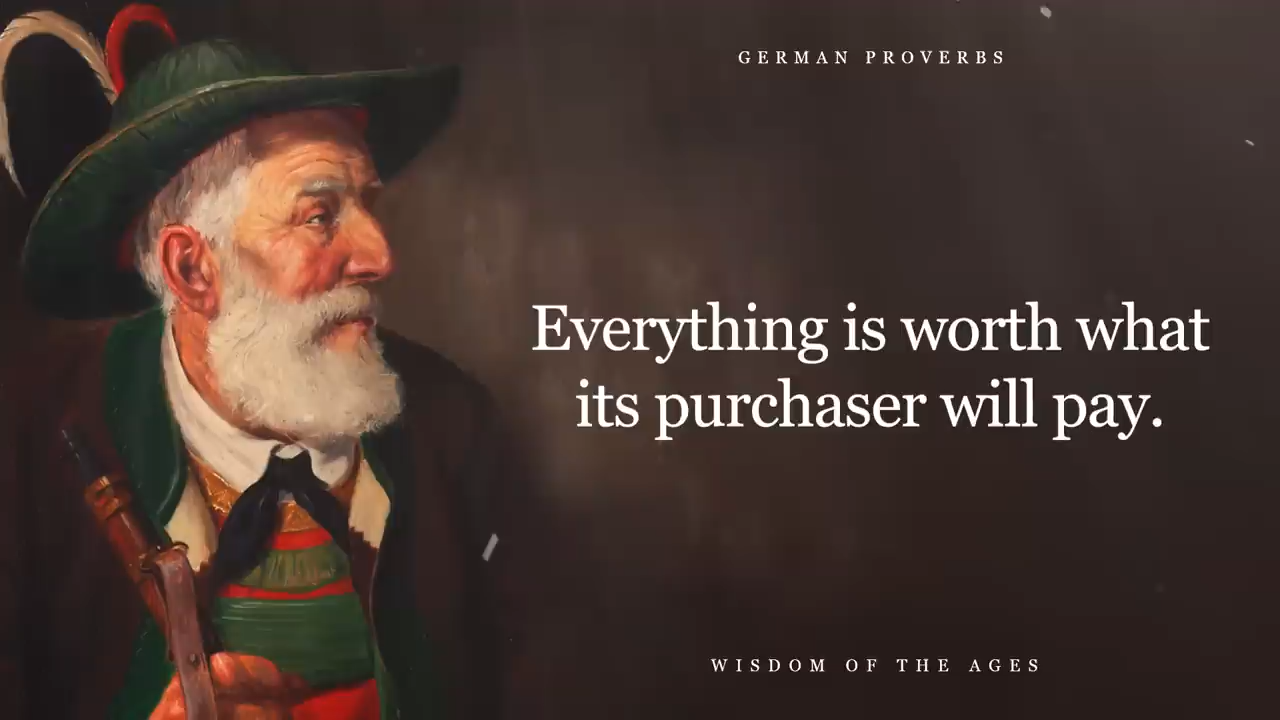 GERMAN PROVERBS
Everything is worth what
its purchaser will pay.
WISDOM OF THE AGES